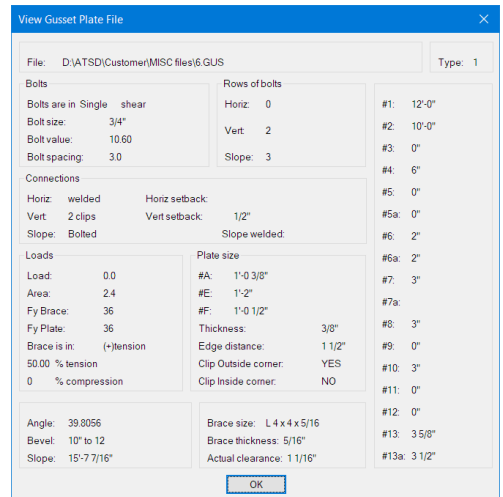 View Gusset Plate File
File: D:\ATSD\Customer\MISC files\6.GUS
Type: 1
Bolts
Bolts are in Single shear
Bolt size: 3/4"
Bolt value: 10.60
Bolt spacing: 3.0
Rows of bolts
Horiz: 0
Vert: 2
Slope: 3
Connections
Horiz: welded Horiz setback:
Vert: 2 clips Vert setback: 1/2"
Slope: Bolted Slope welded:
Loads
Load: 0.0
Area: 2.4
Fy Brace: 36
Fy Plate: 36
Brace is in: (+)tension
50.00 % tension
0 % compression
Plate size
#A: 1'-0 3/8"
#E: 1'-2"
#F: 1'-0 1/2"
Thickness: 3/8"
Edge distance: 1 1/2"
Clip Outside corner: YES
Clip Inside corner: NO
Angle: 39.8056
Bevel: 10" to 12
Slope: 15'-7 7/16"
Brace size: L 4 x 4 x 5/16
Brace thickness: 5/16"
Actual clearance: 1 1/16"
#1: 12'-0"
#2: 10'-0"
#3: 0"
#4: 6"
#5: 0"
#5a: 0"
#6: 2"
#6a: 2"
#7: 3"
#7a:
#8: 3"
#9: 0"
#10: 3"
#11: 0"
#12: 0"
#13: 3 5/8"
#13a: 3 1/2"
OK